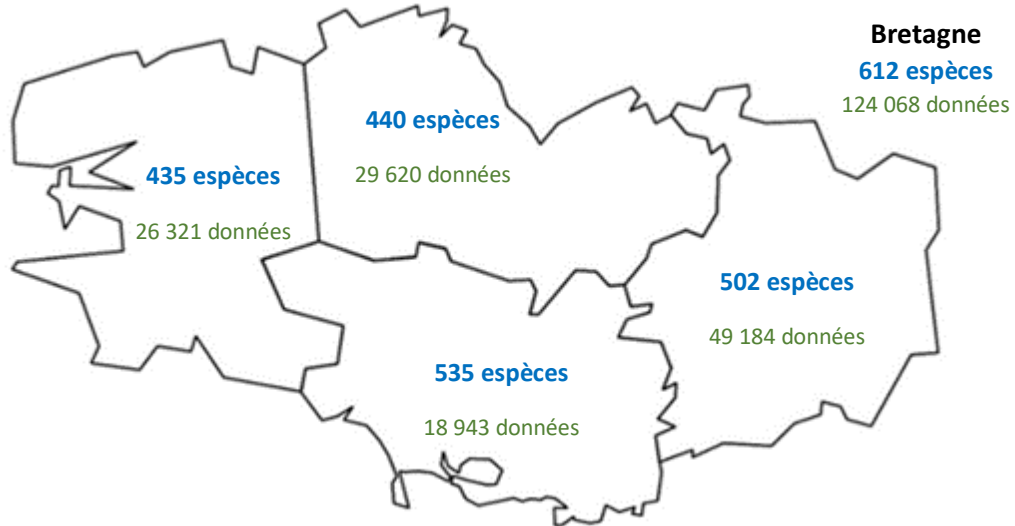 Bretagne
612 espèces
124 068 données
440 espèces
29 620 données
435 espèces
26 321 données
502 espèces
49 184 données
535 espèces
18 943 données